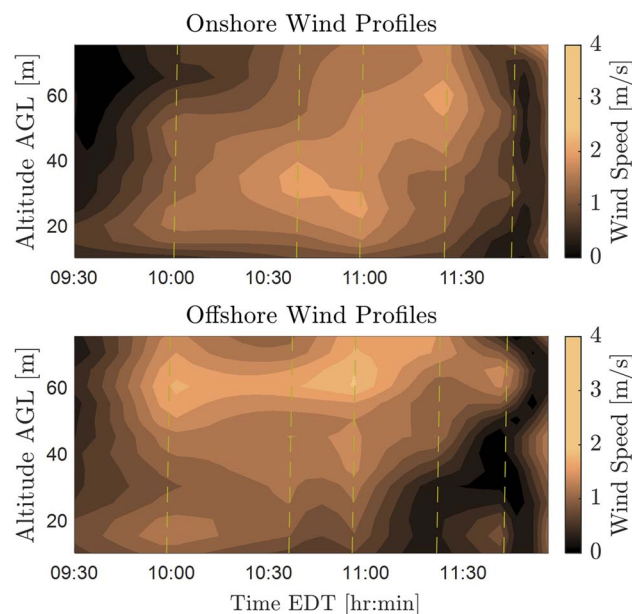 Onshore Wind Profiles
Altitude AGL [m]
60
40
20
09:30 10:00 10:30 11:00 11:30
4
3
2
1
0
Wind Speed [m/s]
Offshore Wind Profiles
Altitude AGL [m]
60
40
20
09:30 10:00 10:30 11:00 11:30
4
3
2
1
0
Wind Speed [m/s]
Time EDT [hr:min]